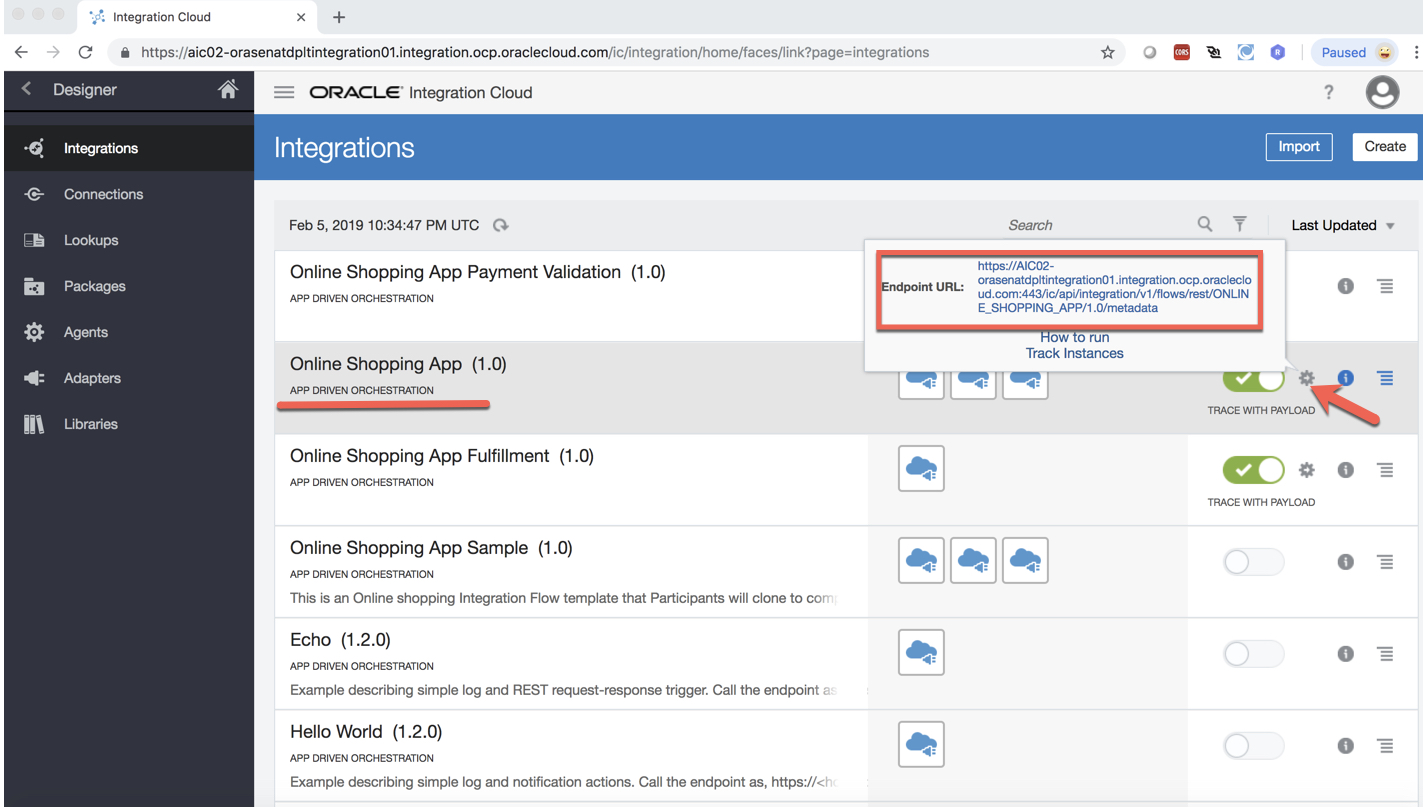 Integration Cloud
https://aic02-orasenatdpltintegration01.integration.ocp.oraclecloud.com/ic/integration/home/faces/link?page=integrations
CORS
R
Paused
Designer
ORACLE® Integration Cloud
?
Integrations
Integrations
Import
Create
Connections
Lookups
Packages
Agents
Adapters
Libraries
Feb 5, 2019 10:34:47 PM UTC
Search
Last Updated
Online Shopping App Payment Validation (1.0)
APP DRIVEN ORCHESTRATION
Endpoint URL:
https://AIC02-
orasenatdpltintegration01.integration.ocp.oracleclo
ud.com:443/ic/api/integration/v1/flows/rest/ONLIN
E_SHOPPING_APP/1.0/metadata
How to run
Track Instances
Online Shopping App (1.0)
APP DRIVEN ORCHESTRATION
TRACE WITH PAYLOAD
Online Shopping App Fulfillment (1.0)
APP DRIVEN ORCHESTRATION
TRACE WITH PAYLOAD
Online Shopping App Sample (1.0)
APP DRIVEN ORCHESTRATION
This is an Online shopping Integration Flow template that Participants will clone to com
Echo (1.2.0)
APP DRIVEN ORCHESTRATION
Example describing simple log and REST request-response trigger. Call the endpoint as
Hello World (1.2.0)
APP DRIVEN ORCHESTRATION
Example describing simple log and notification actions. Call the endpoint as, https://<ho